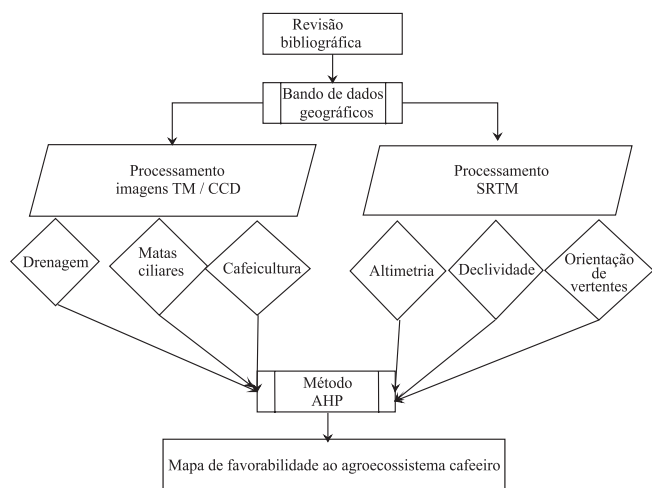 Revisão
bibliográfica
Bando de dados
geográficos
Processamento
imagens TM / CCD
Processamento
SRTM
Drenagem
Matas
ciliares
Cafeicultura
Altimetria
Declividade
Orientação
de
vertentes
Método
AHP
Mapa de favorabilidade ao agroecossistema cafeeiro